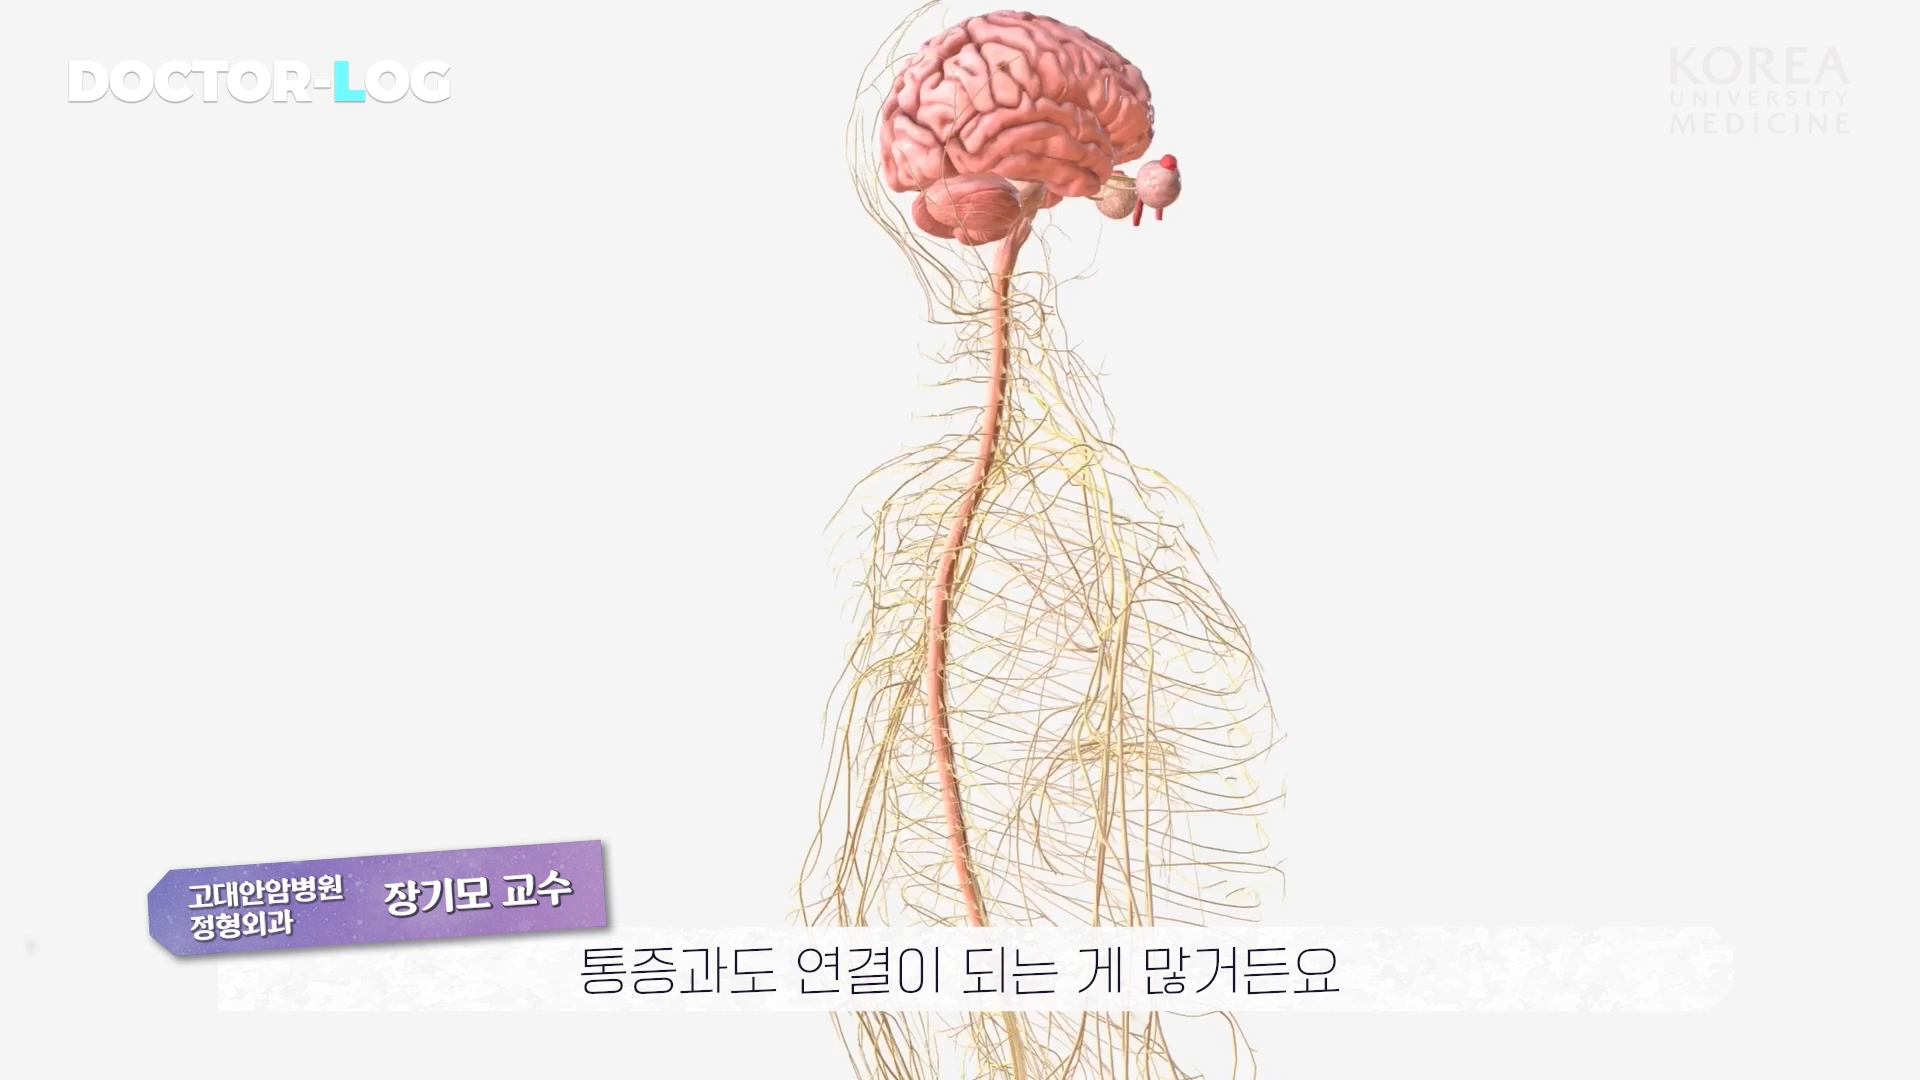 DOCTOR-LOG
KOREA
UNIVERSITY
MEDICINE
고대안암병원
정형외과
장기모 교수
통증과도 연결이 되는 게 많거든요